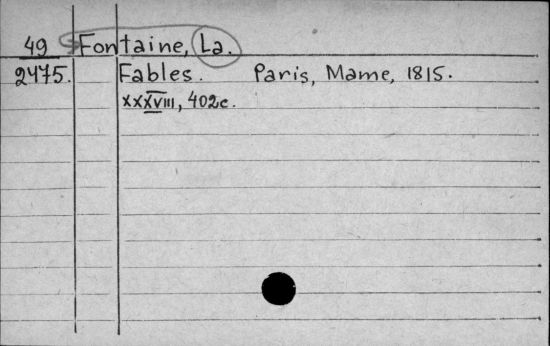 49 Fontaine, La.
2475. Fables. Paris, Mame, 1815.
XXXVIII, 402c.